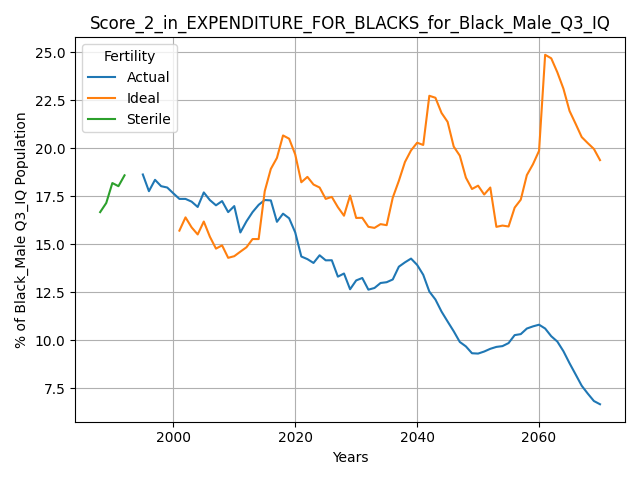 Score_2_in_EXPENDITURE_FOR_BLACKS_for_Black_Male_Q3_IQ
Fertility
Actual
Ideal
Sterile
% of Black_Male Q3_IQ Population
25.0
22.5
20.0
17.5
15.0
12.5
10.0
7.5
2000
2020
2040
2060
Years